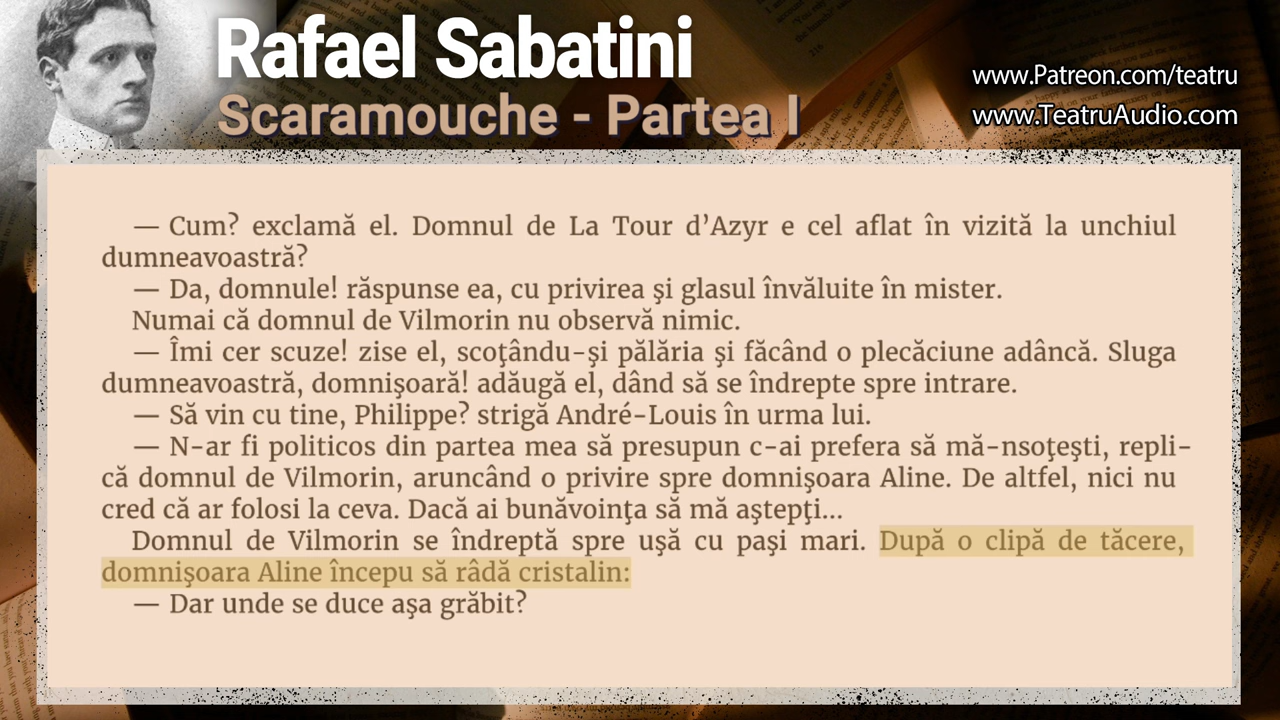 Rafael Sabatini
Scaramouche - Partea I
www.Patreon.com/teatru
www.TeatruAudio.com
— Cum? exclamă el. Domnul de La Tour d’Azyr e cel aflat în vizită la unchiul
dumneavoastră?
— Da, domnule! răspunse ea, cu privirea şi glasul învăluite în mister.
Numai că domnul de Vilmorin nu observă nimic.
— Îmi cer scuze! zise el, scoţându-şi pălăria şi făcând o plecăciune adâncă. Sluga
dumneavoastră, domnişoară! adăugă el, dând să se îndrepte spre intrare.
— Să vin cu tine, Philippe? strigă André-Louis în urma lui.
— N-ar fi politicos din partea mea să presupun c-ai prefera să mă-nsoţeşti, repli-
că domnul de Vilmorin, aruncând o privire spre domnişoara Aline. De altfel, nici nu
cred că ar folosi la ceva. Dacă ai bunăvoinţa să mă aştepţi...
Domnul de Vilmorin se îndreptă spre uşă cu paşi mari. După o clipă de tăcere,
domnişoara Aline începu să râdă cristalin:
— Dar unde se duce aşa grăbit?